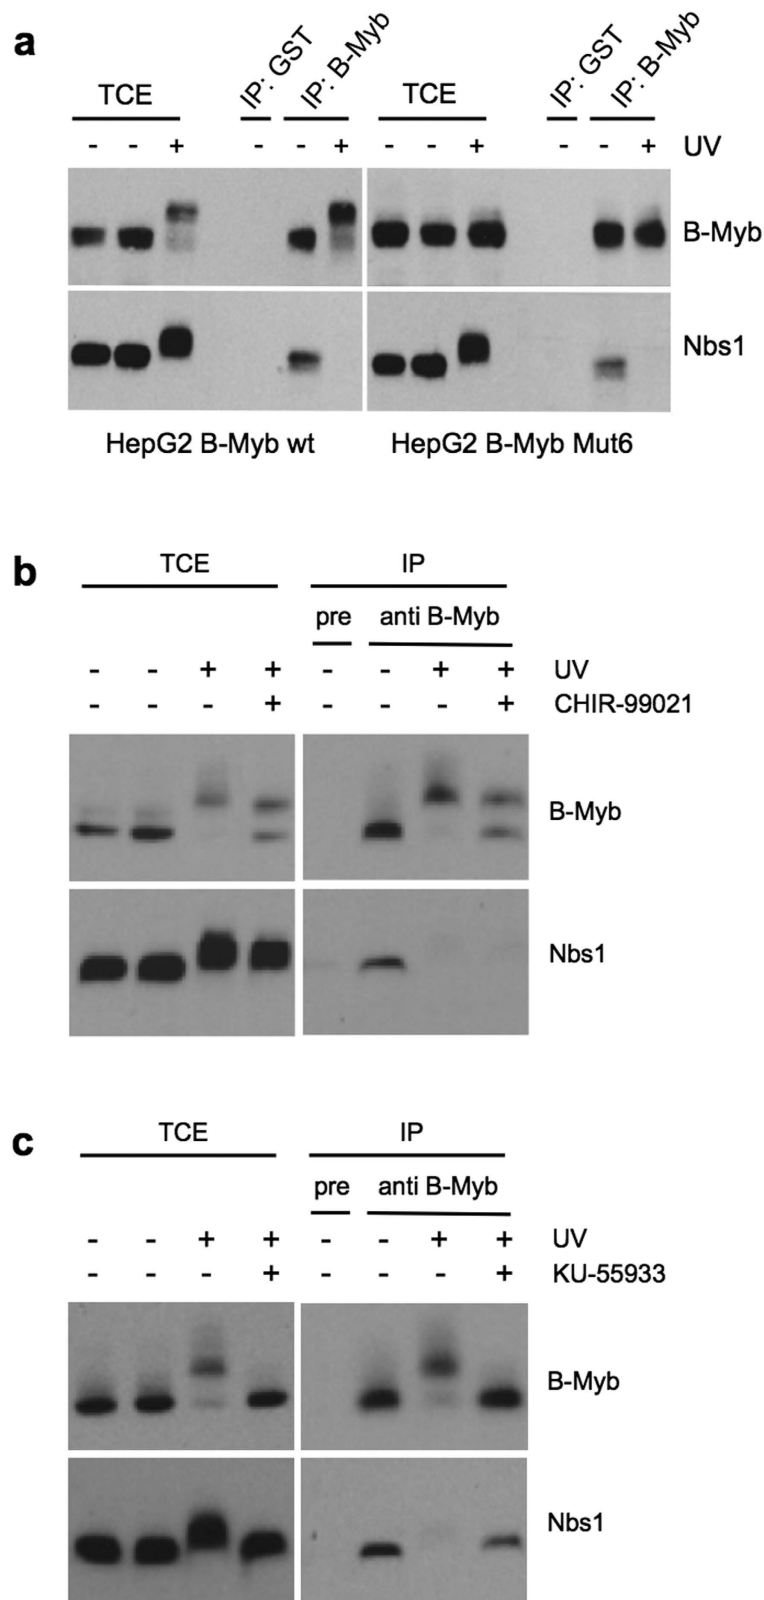 a
TCE IP: GST IP: B-Myb TCE IP: GST IP: B-Myb
- - + - - + - - + - - + UV
B-Myb
Nbs1
HepG2 B-Myb wt HepG2 B-Myb Mut6
b
TCE IP
pre anti B-Myb
- - + + - - + + UV
- - - + - - - + CHIR-99021
B-Myb
Nbs1
c
TCE IP
pre anti B-Myb
- - + + - - + + UV
- - - + - - - + KU-55933
B-Myb
Nbs1